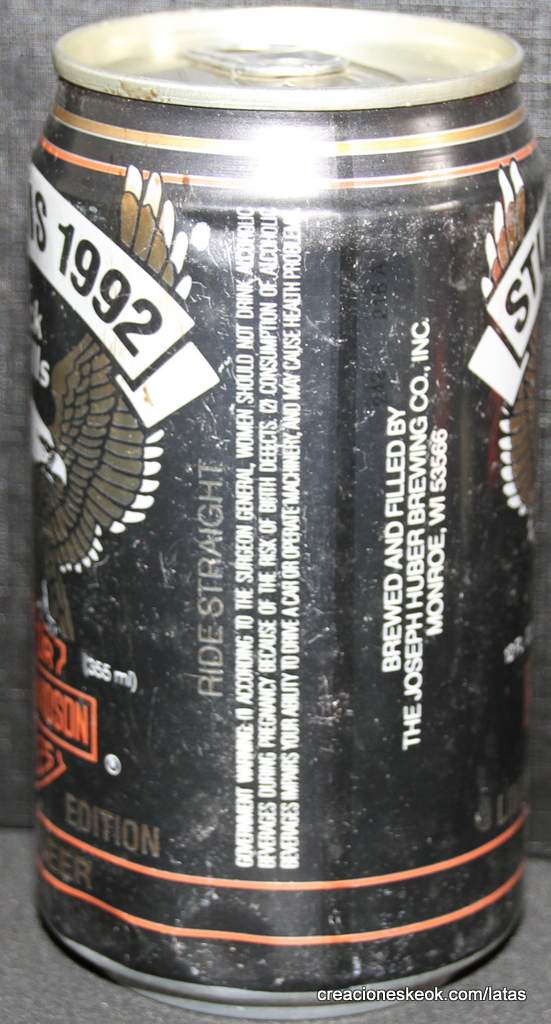 1992
(355 ml)
DSON
®
EDITION
BEER
RIDE STRAIGHT
GOVERNMENT WARNING: (1) ACCORDING TO THE SURGEON GENERAL, WOMEN SHOULD NOT DRINK ALCOHOLIC
BEVERAGES DURING PREGNANCY BECAUSE OF THE RISK OF BIRTH DEFECTS. (2) CONSUMPTION OF ALCOHOLIC
BEVERAGES IMPAIRS YOUR ABILITY TO DRIVE A CAR OR OPERATE MACHINERY, AND MAY CAUSE HEALTH PROBLEMS.
BREWED AND FILLED BY
THE JOSEPH HUBER BREWING CO., INC.
MONROE, WI 53566
STU
creacioneskeok.com/latas